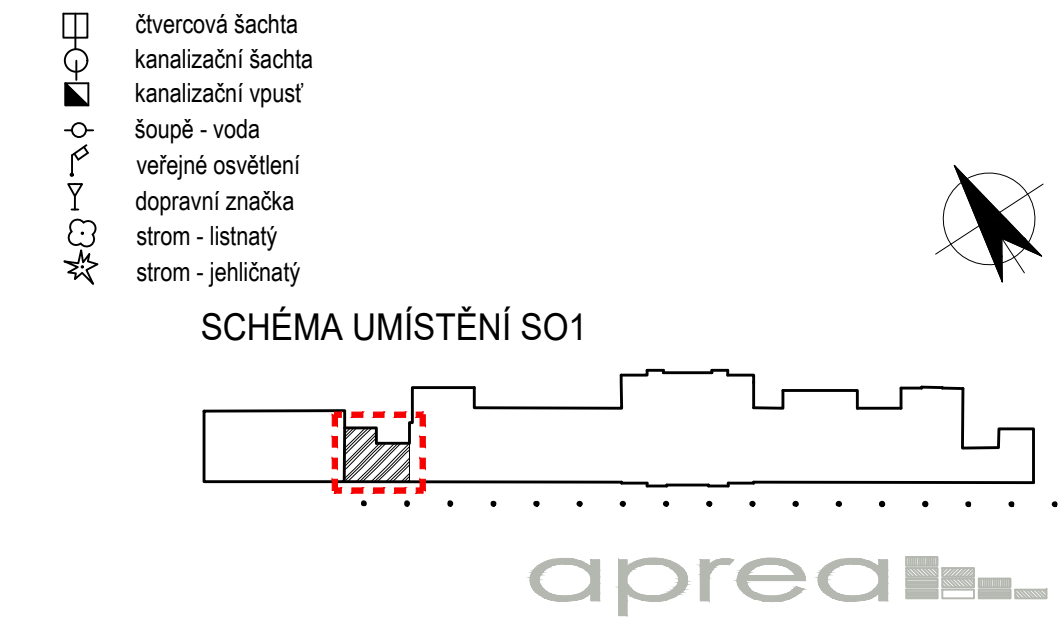 čtvercová šachta
kanalizační šachta
kanalizační vpusť
šoupě - voda
veřejné osvětlení
dopravní značka
strom - listnatý
strom - jehličnatý
SCHÉMA UMÍSTĚNÍ SO1
aprea